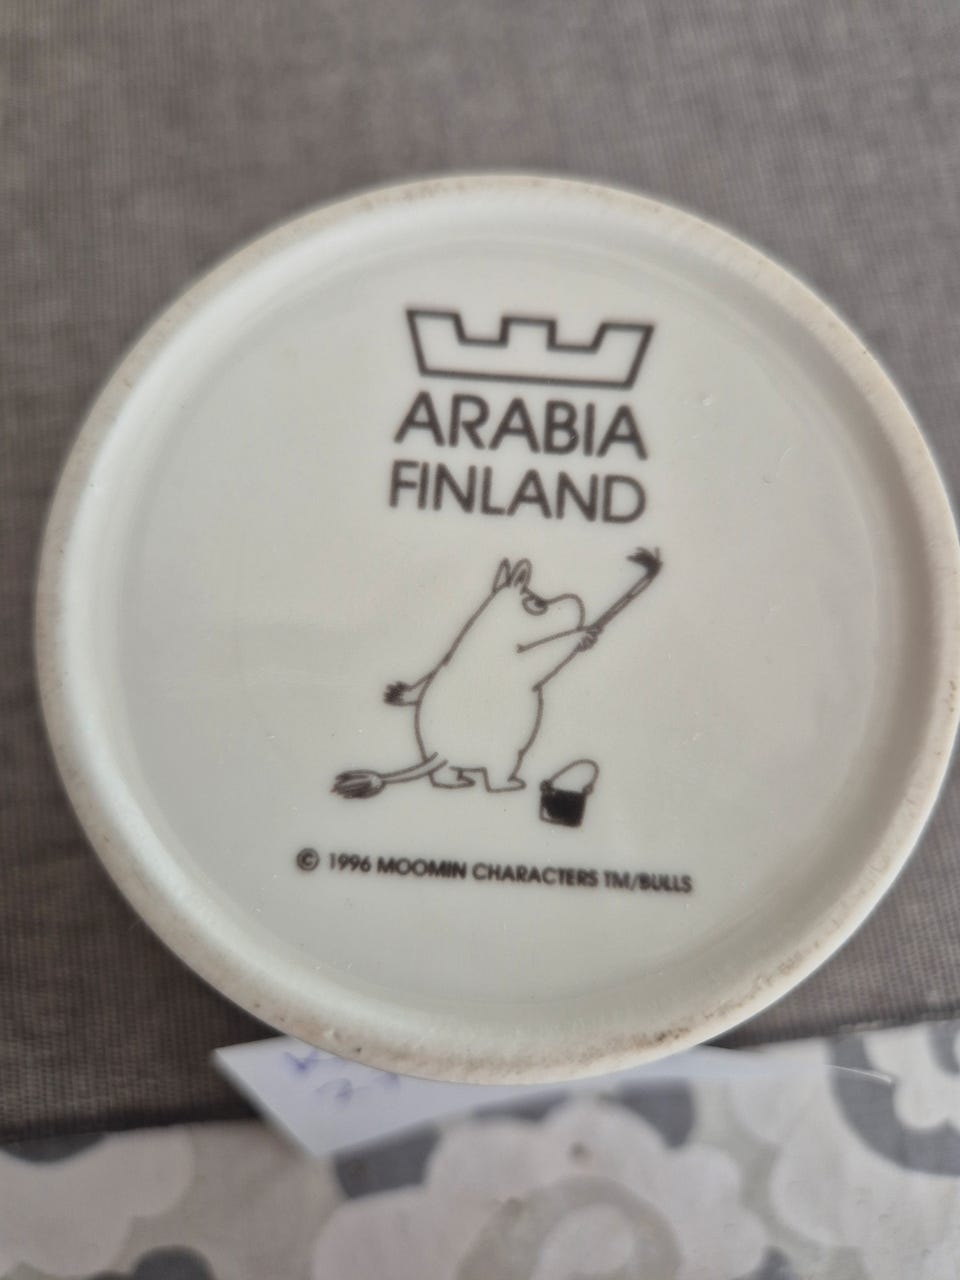 ARABIA
FINLAND
© 1996 MOOMIN CHARACTERS TM/BULLS